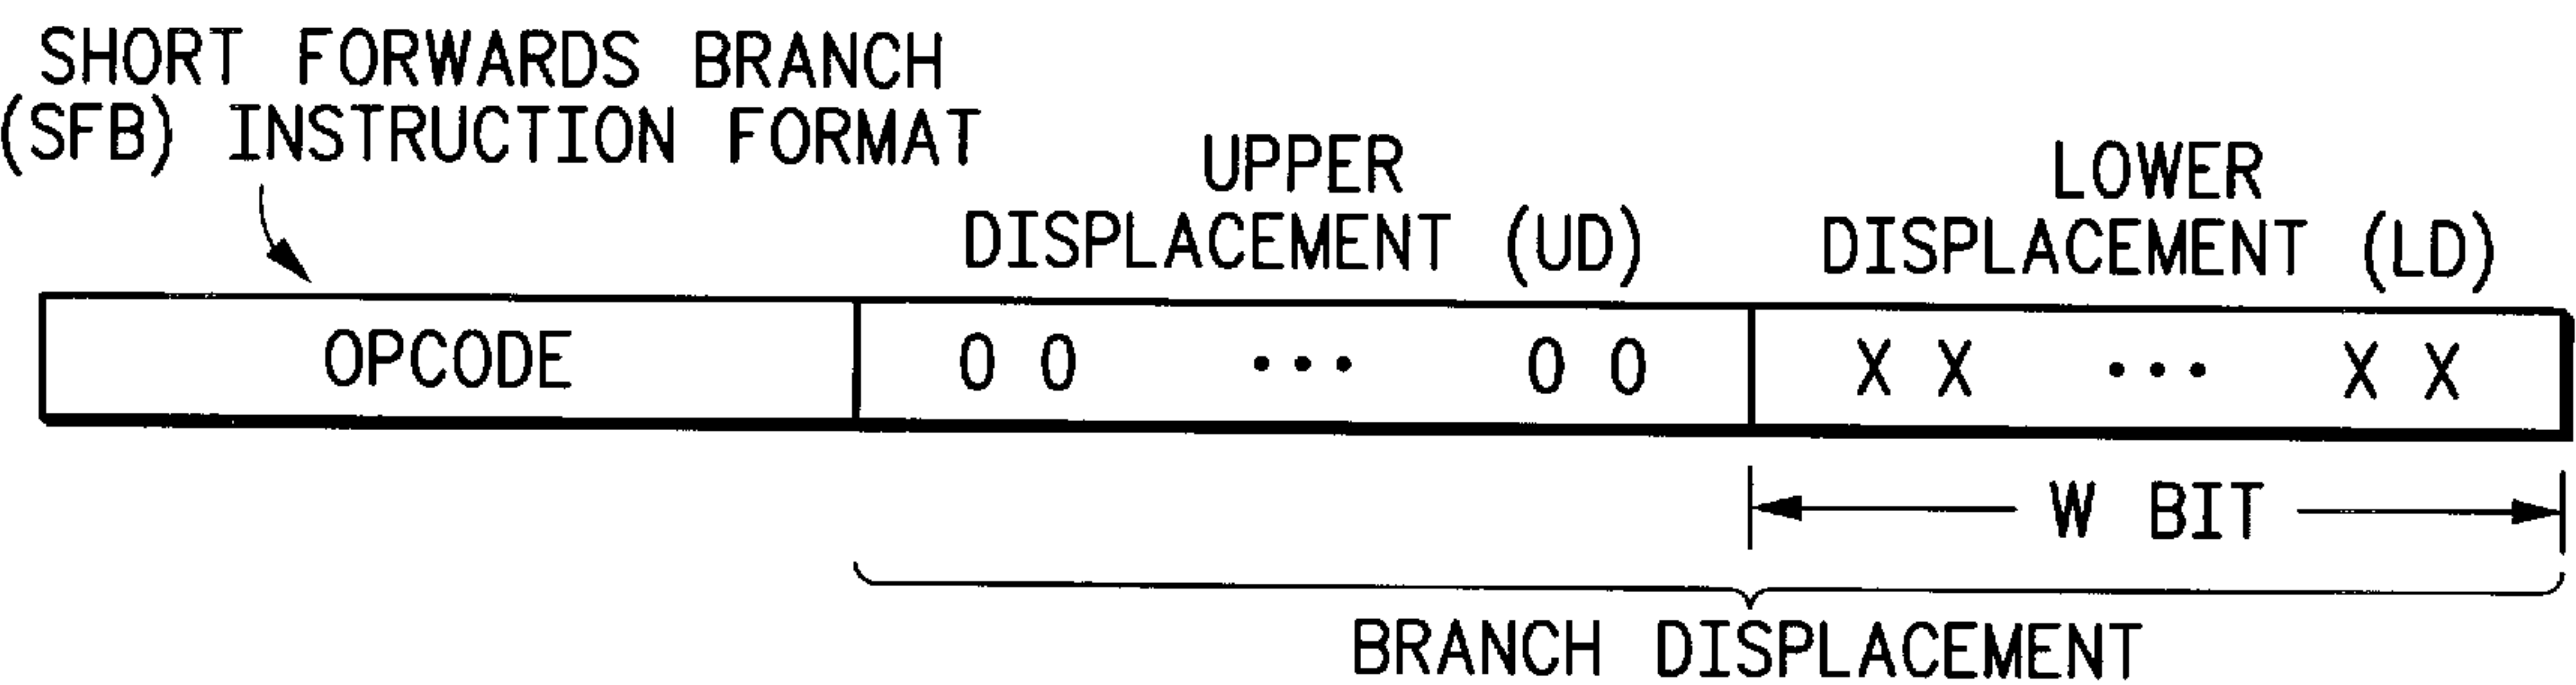 SHORT FORWARDS BRANCH
(SFB) INSTRUCTION FORMAT
UPPER
DISPLACEMENT (UD)
LOWER
DISPLACEMENT (LD)
OPCODE
0 0 ... 0 0
X X ... X X
W BIT
BRANCH DISPLACEMENT